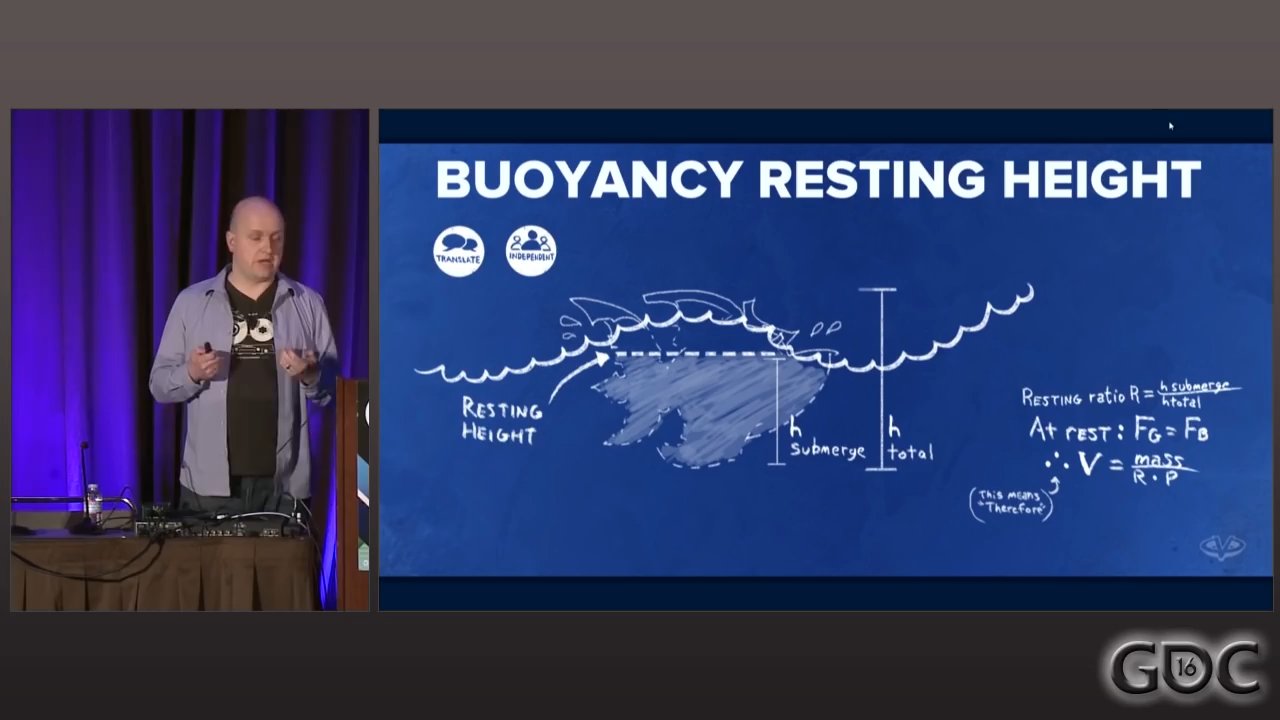 BUOYANCY RESTING HEIGHT
TRANSLATE
INDEPENDENT
RESTING
HEIGHT
h
submerge
h
total
RESTING ratio R = h submerge
htotal
At rest: FG = FB
∴ V = mass
R · ρ
(This means
"Therefore")
GDC
16